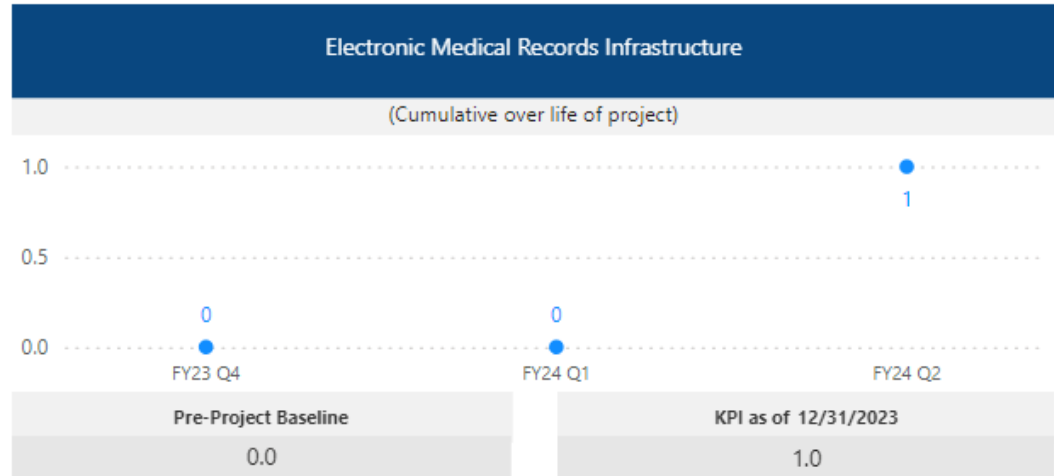 Electronic Medical Records Infrastructure
(Cumulative over life of project)
1.0
1
0.5
0
0
0.0
FY23 Q4
FY24 Q1
FY24 Q2
Pre-Project Baseline
KPI as of 12/31/2023
0.0
1.0